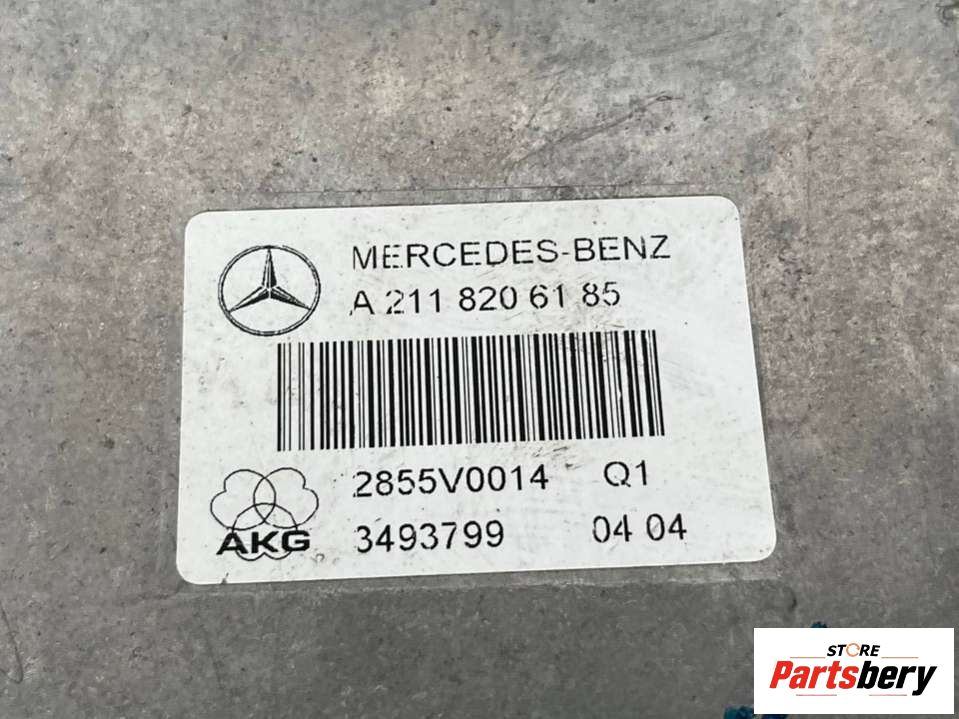 MERCEDES-BENZ
A 211 820 61 85
2855V0014 Q1
AKG 3493799 04 04
STORE
Partsbery